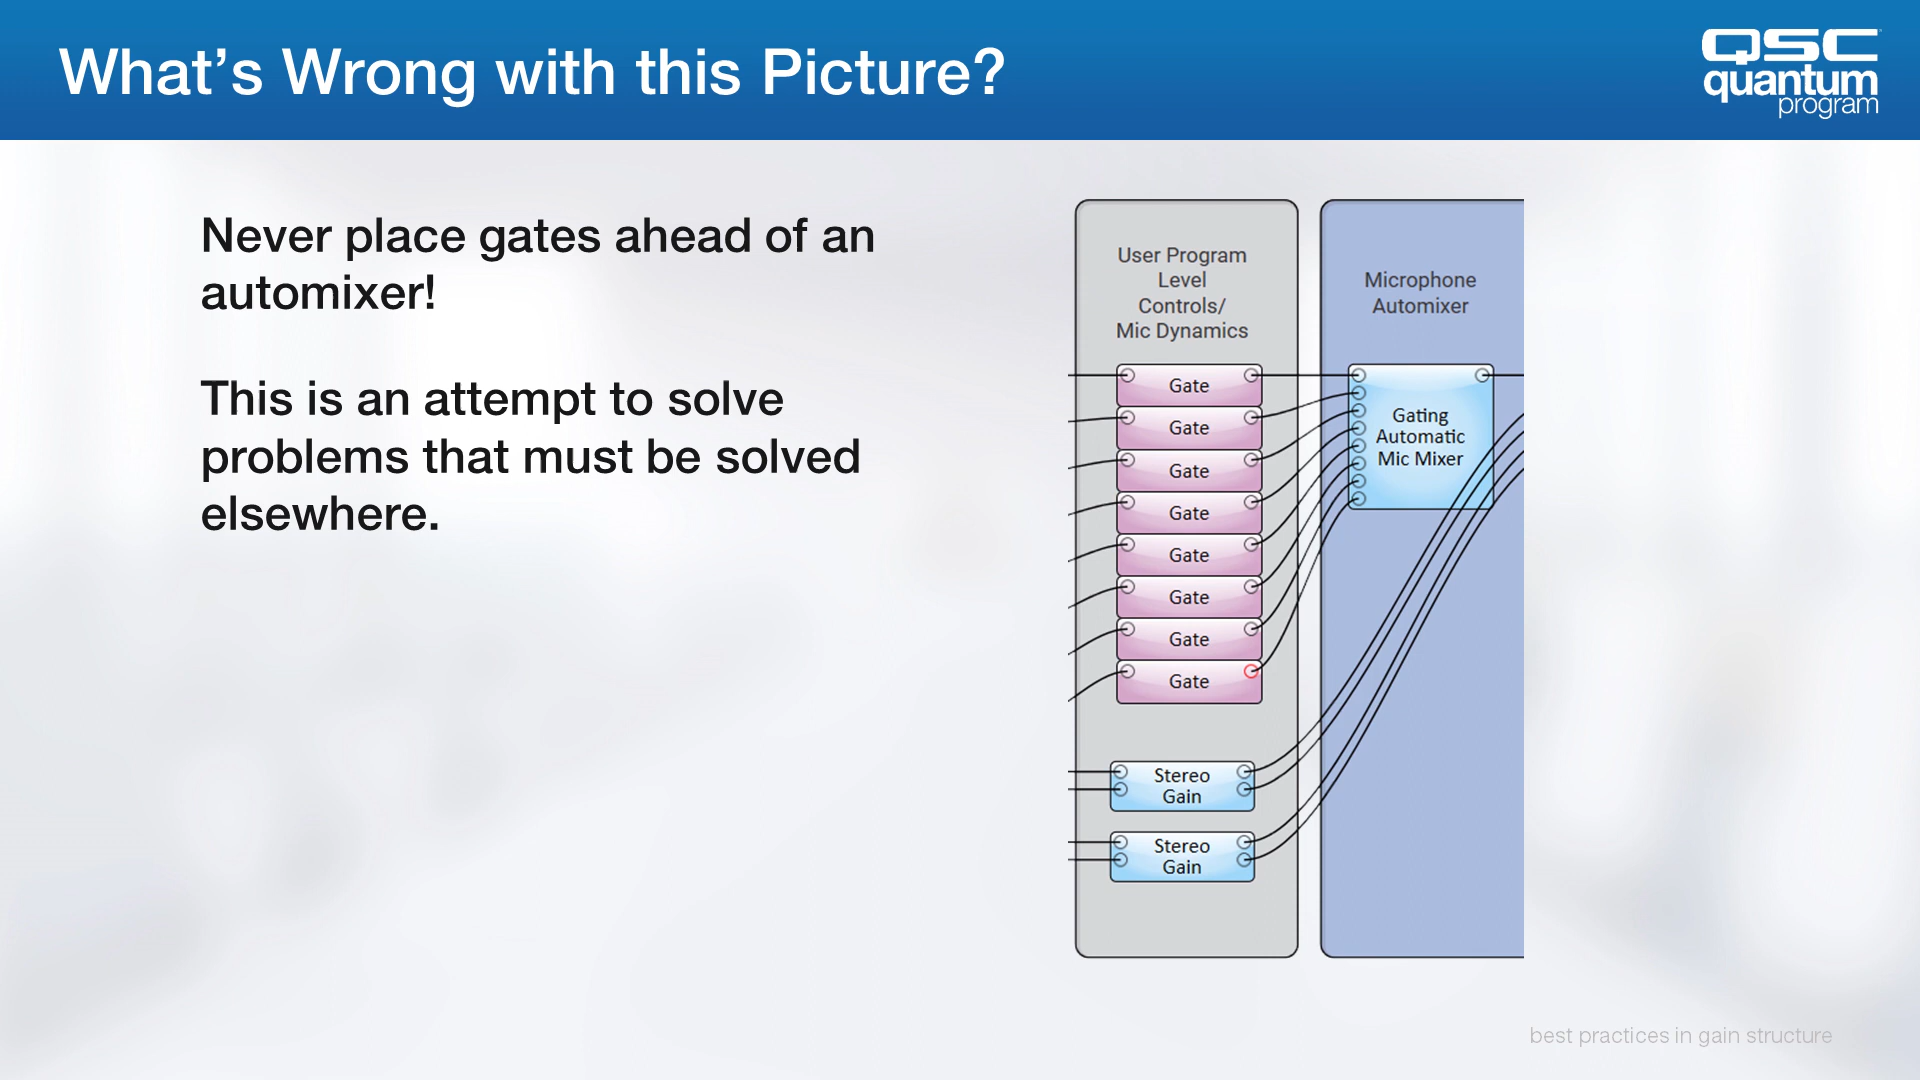 What's Wrong with this Picture?
QSC
quantum
program
Never place gates ahead of an
automixer!
This is an attempt to solve
problems that must be solved
elsewhere.
User Program
Level
Controls/
Mic Dynamics
Gate
Gate
Gate
Gate
Gate
Gate
Gate
Gate
Stereo
Gain
Stereo
Gain
Microphone
Automixer
Gating
Automatic
Mic Mixer
best practices in gain structure